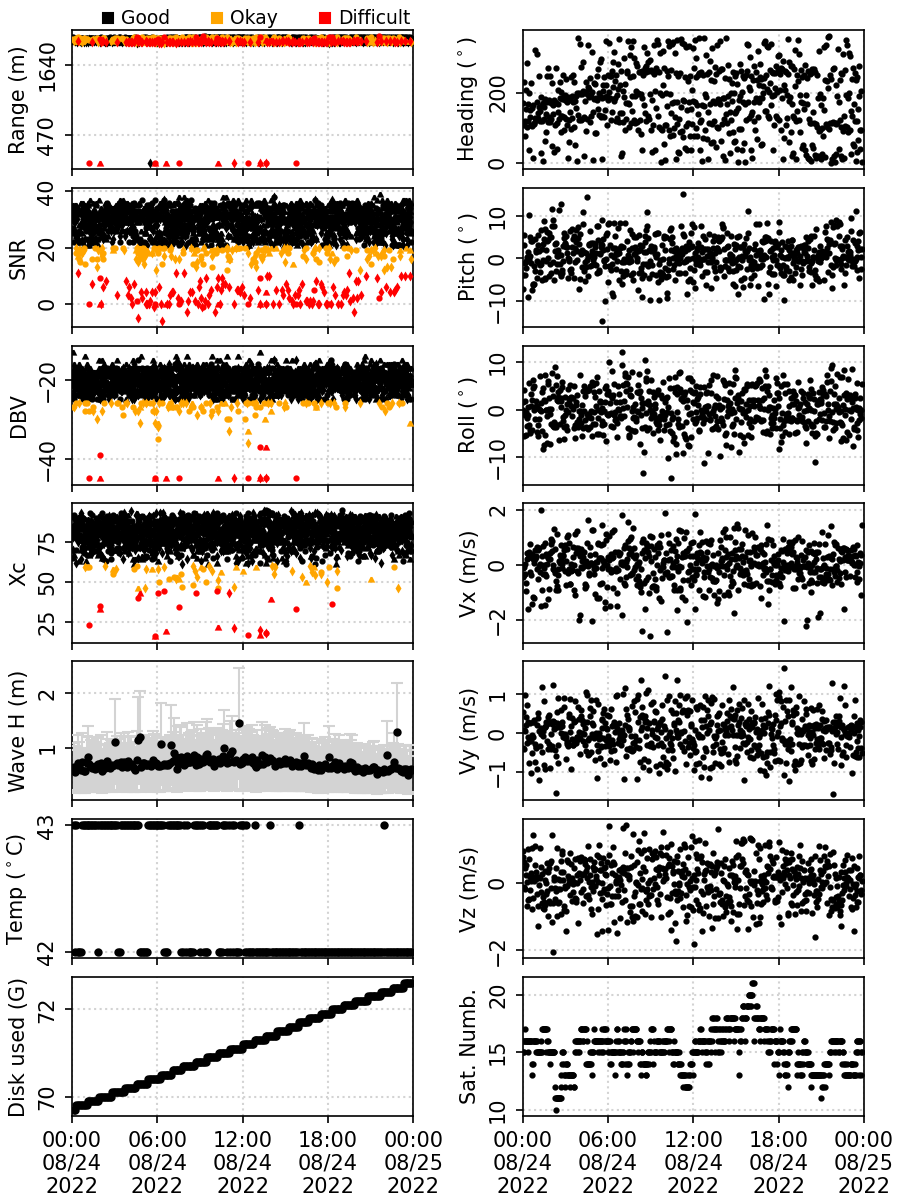 Good Okay Difficult
Range (m)
1640
470
Heading (°)
200
0
SNR
40
20
0
Pitch (°)
10
0
−10
DBV
−20
−40
Roll (°)
10
0
−10
Xc
75
50
25
Vx (m/s)
2
0
−2
Wave H (m)
2
1
Vy (m/s)
1
0
−1
Temp (°C)
43
42
Vz (m/s)
0
−2
Disk used (G)
72
70
Sat. Numb.
20
15
10
00:00 06:00 12:00 18:00 00:00
08/24 08/24 08/24 08/24 08/25
2022 2022 2022 2022 2022
00:00 06:00 12:00 18:00 00:00
08/24 08/24 08/24 08/24 08/25
2022 2022 2022 2022 2022